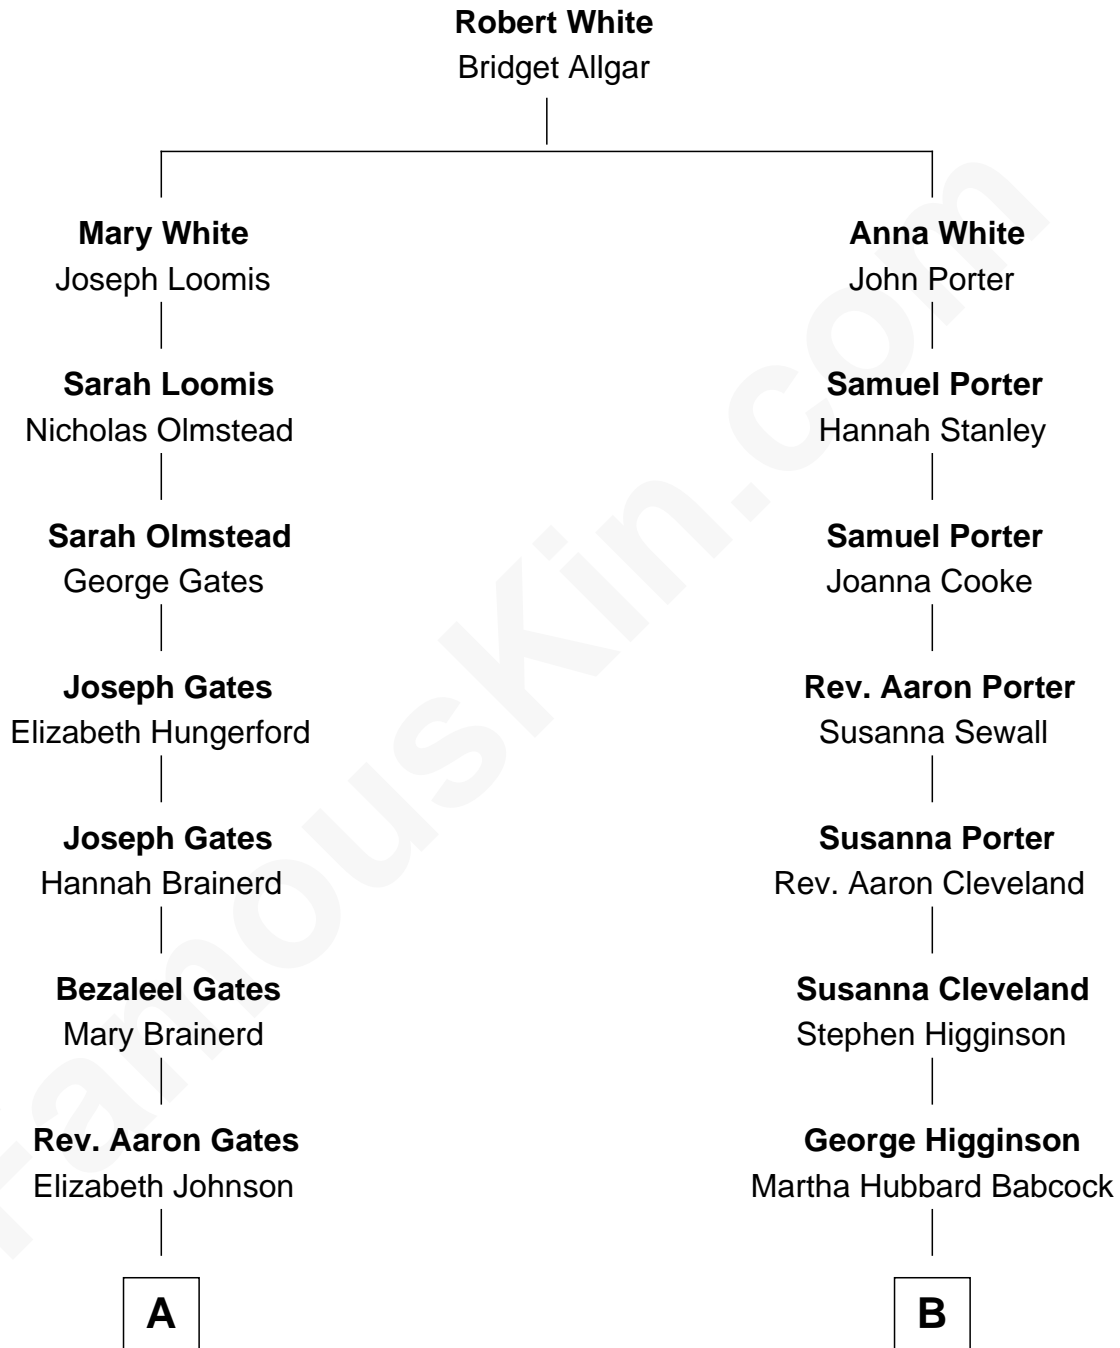 Robert White
Bridget Allgar
Mary White
Joseph Loomis
Anna White
John Porter
Sarah Loomis
Nicholas Olmstead
Samuel Porter
Hannah Stanley
Sarah Olmstead
George Gates
Samuel Porter
Joanna Cooke
Joseph Gates
Elizabeth Hungerford
Rev. Aaron Porter
Susanna Sewall
Joseph Gates
Hannah Brainerd
Susanna Porter
Rev. Aaron Cleveland
Bezaleel Gates
Mary Brainerd
Susanna Cleveland
Stephen Higginson
Rev. Aaron Gates
Elizabeth Johnson
George Higginson
Martha Hubbard Babcock
A
B
FamousKin.com